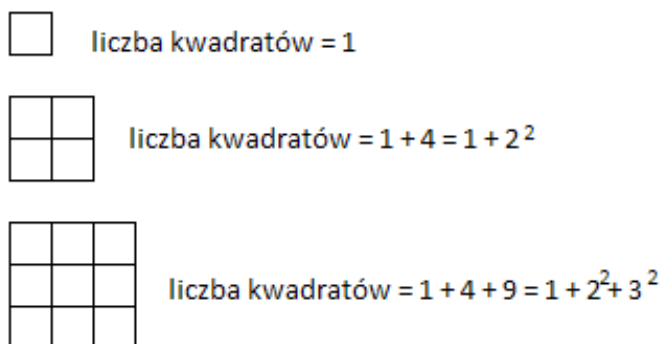 liczba kwadratów = 1
liczba kwadratów = 1 + 4 = 1 + 2²
liczba kwadratów = 1 + 4 + 9 = 1 + 2² + 3²